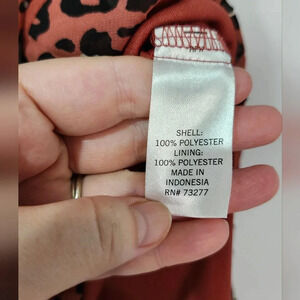 SHELL:
100% POLYESTER
LINING:
100% POLYESTER
MADE IN
INDONESIA
RN# 73277